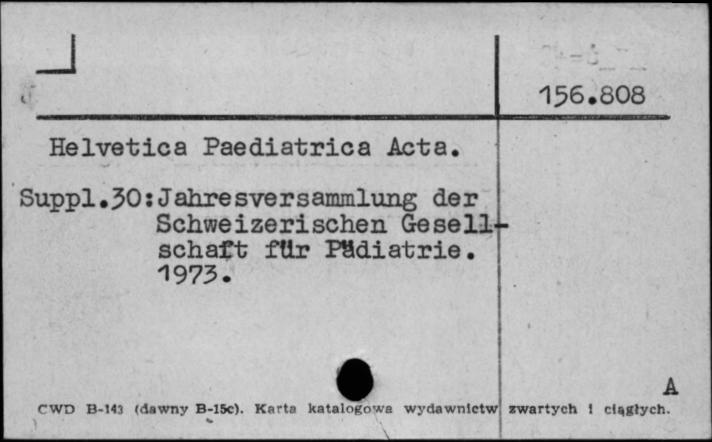 156.808
Helvetica Paediatrica Acta.
Suppl.30:Jahresversammlung der
Schweizerischen Gesell-
schaft für Pädiatrie.
1973.
A
CWD B-143 (dawny B-15c). Karta katalogowa wydawnictw zwartych i ciągłych.